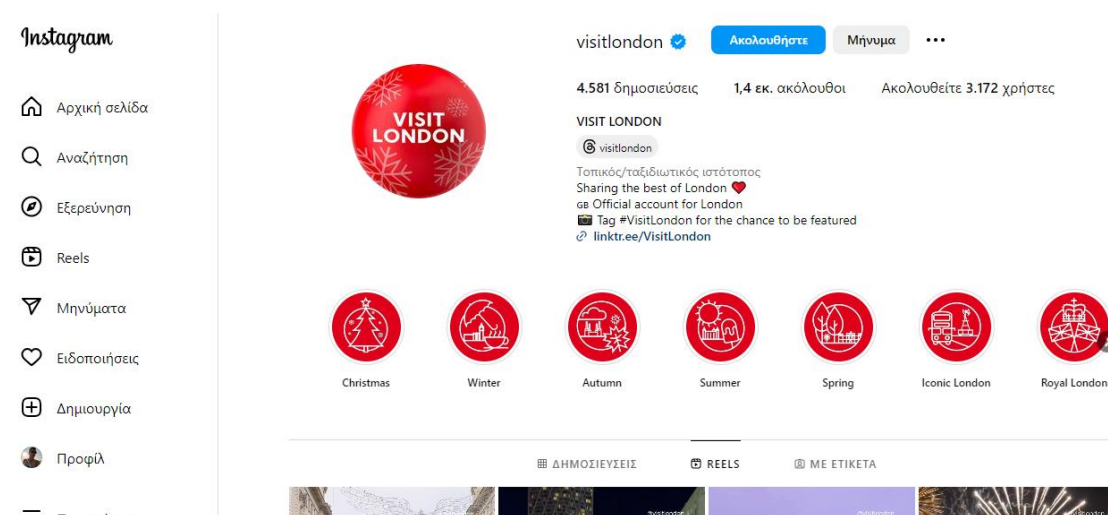 Instagram
Αρχική σελίδα
Αναζήτηση
Εξερεύνηση
Reels
Μηνύματα
Ειδοποιήσεις
Δημιουργία
Προφίλ
VISIT
LONDON
visitlondon
Ακολουθήστε
Μήνυμα
4.581 δημοσιεύσεις 1,4 εκ. ακόλουθοι Ακολουθείτε 3.172 χρήστες
VISIT LONDON
visitlondon
Τοπικός/ταξιδιωτικός ιστότοπος
Sharing the best of London
GB Official account for London
Tag #VisitLondon for the chance to be featured
linktr.ee/VisitLondon
Christmas Winter Autumn Summer Spring Iconic London Royal London
ΔΗΜΟΣΙΕΥΣΕΙΣ REELS ΜΕ ΕΤΙΚΕΤΑ